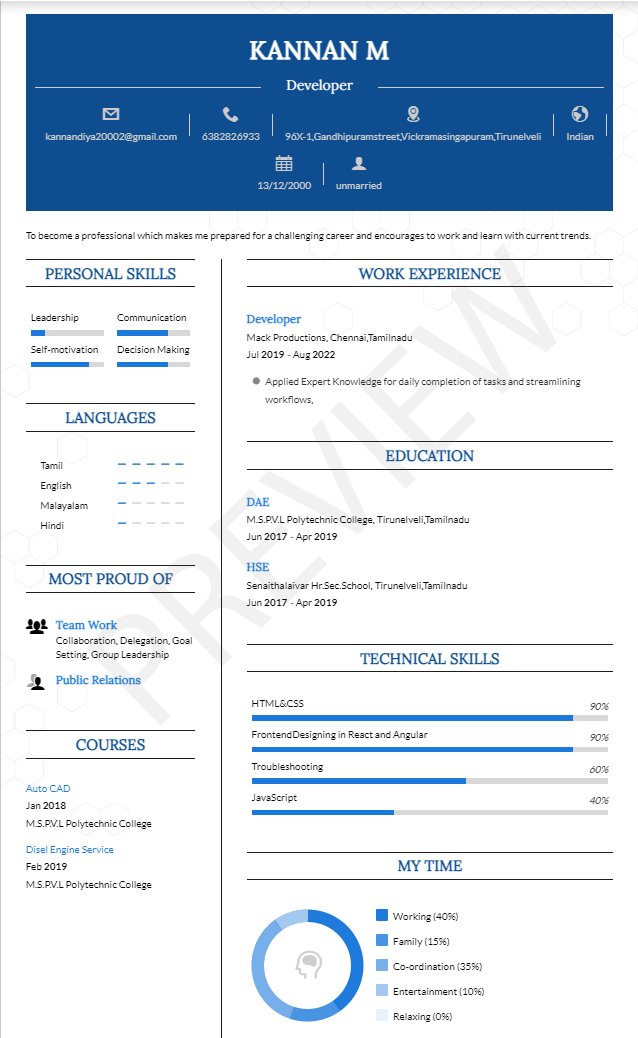 KANNAN M
Developer
kannandiya20002@gmail.com
6382826933
96X-1,Gandhipuramstreet,Vickramasingapuram,Tirunelveli
Indian
13/12/2000
unmarried
To become a professional which makes me prepared for a challenging career and encourages to work and learn with current trends.
PERSONAL SKILLS
Leadership
Communication
Self-motivation
Decision Making
LANGUAGES
Tamil
English
Malayalam
Hindi
MOST PROUD OF
Team Work
Collaboration, Delegation, Goal
Setting, Group Leadership
Public Relations
COURSES
Auto CAD
Jan 2018
M.S.P.V.L Polytechnic College
Disel Engine Service
Feb 2019
M.S.P.V.L Polytechnic College
WORK EXPERIENCE
Developer
Mack Productions, Chennai,Tamilnadu
Jul 2019 - Aug 2022
Applied Expert Knowledge for daily completion of tasks and streamlining
workflows,
EDUCATION
DAE
M.S.P.V.L Polytechnic College, Tirunelveli,Tamilnadu
Jun 2017 - Apr 2019
HSE
Senaithalaivar Hr.Sec.School, Tirunelveli,Tamilnadu
Jun 2017 - Apr 2019
TECHNICAL SKILLS
HTML&CSS 90%
FrontendDesigning in React and Angular 90%
Troubleshooting 60%
JavaScript 40%
MY TIME
Working (40%)
Family (15%)
Co-ordination (35%)
Entertainment (10%)
Relaxing (0%)
PREVIEW